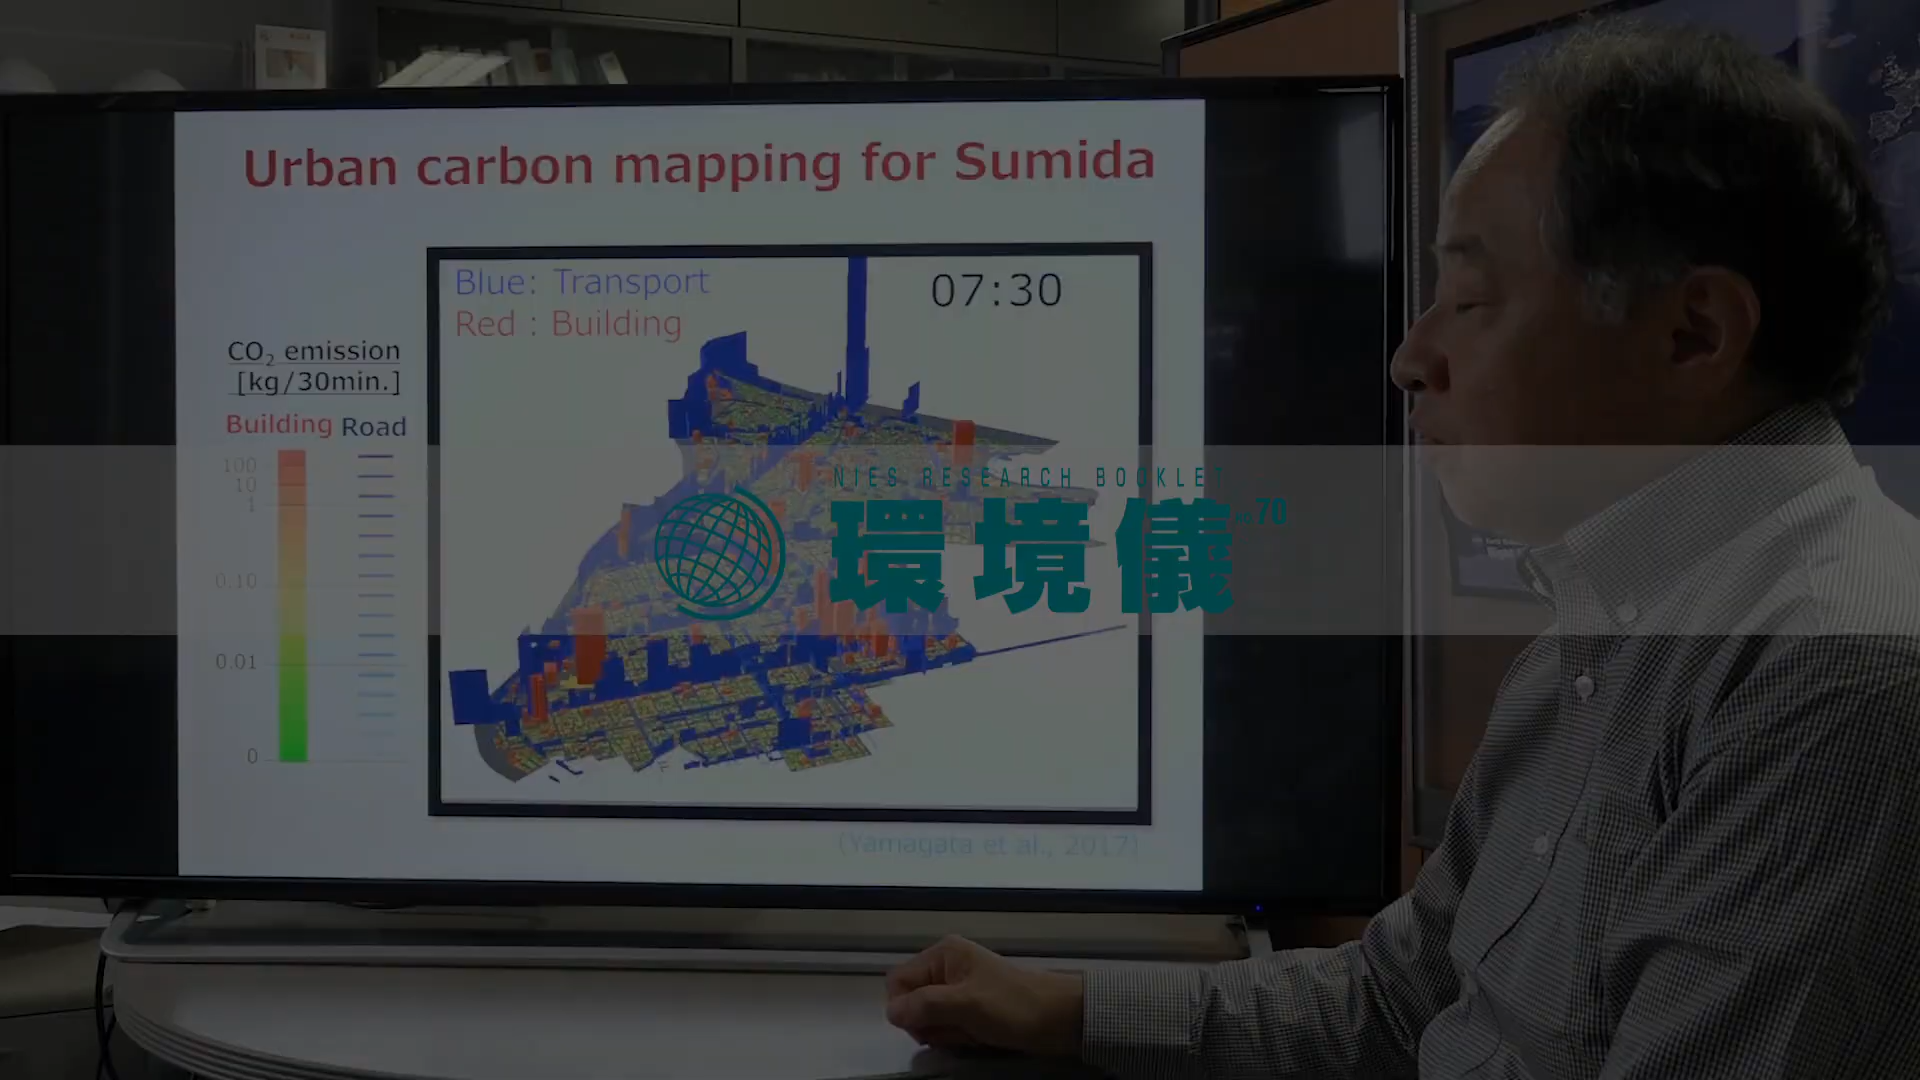 Urban carbon mapping for Sumida
Blue: Transport
Red : Building
07:30
CO₂ emission
[kg/30min.]
Building Road
100
10
1
0.10
0.01
0
NIES RESEARCH BOOKLET
環境儀 NO.70
(Yamagata et al., 2017)